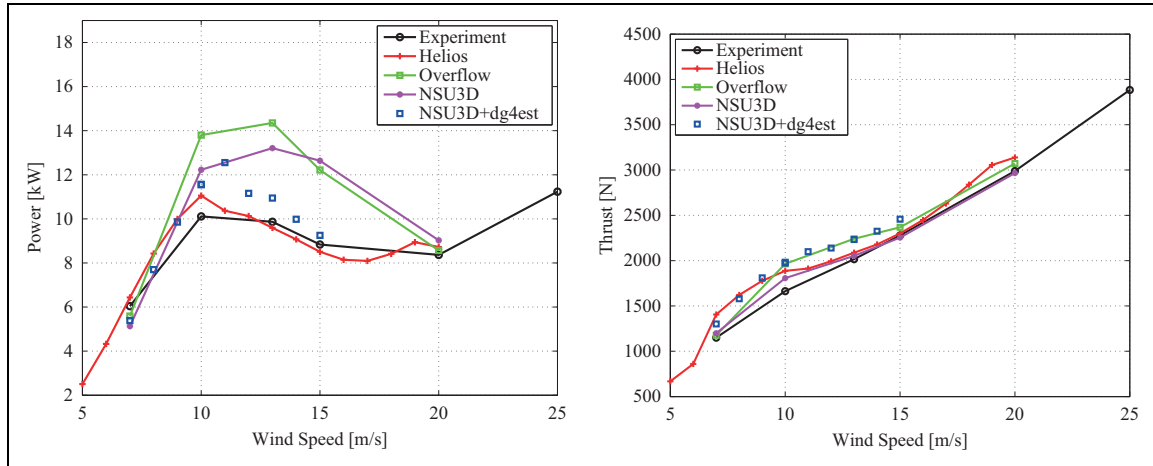 18
16
14
12
10
8
6
4
2
Power [kW]
5
10
15
20
25
Wind Speed [m/s]
Experiment
Helios
Overflow
NSU3D
NSU3D+dg4est
4500
4000
3500
3000
2500
2000
1500
1000
500
Thrust [N]
5
10
15
20
25
Wind Speed [m/s]
Experiment
Helios
Overflow
NSU3D
NSU3D+dg4est